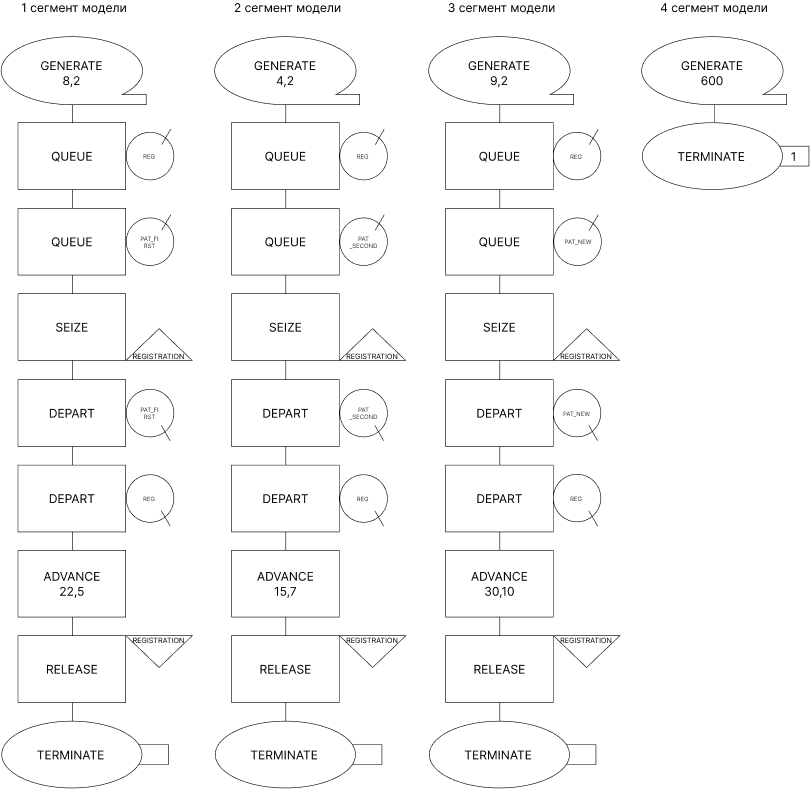 1 сегмент модели
GENERATE
8,2
QUEUE
REG
QUEUE
PAT_FI
RST
SEIZE
REGISTRATION
DEPART
PAT_FI
RST
DEPART
REG
ADVANCE
22,5
RELEASE
REGISTRATION
TERMINATE
2 сегмент модели
GENERATE
4,2
QUEUE
REG
QUEUE
PAT
_SECOND
SEIZE
REGISTRATION
DEPART
PAT
_SECOND
DEPART
REG
ADVANCE
15,7
RELEASE
REGISTRATION
TERMINATE
3 сегмент модели
GENERATE
9,2
QUEUE
REG
QUEUE
PAT_NEW
SEIZE
REGISTRATION
DEPART
PAT_NEW
DEPART
REG
ADVANCE
30,10
RELEASE
REGISTRATION
TERMINATE
4 сегмент модели
GENERATE
600
TERMINATE
1